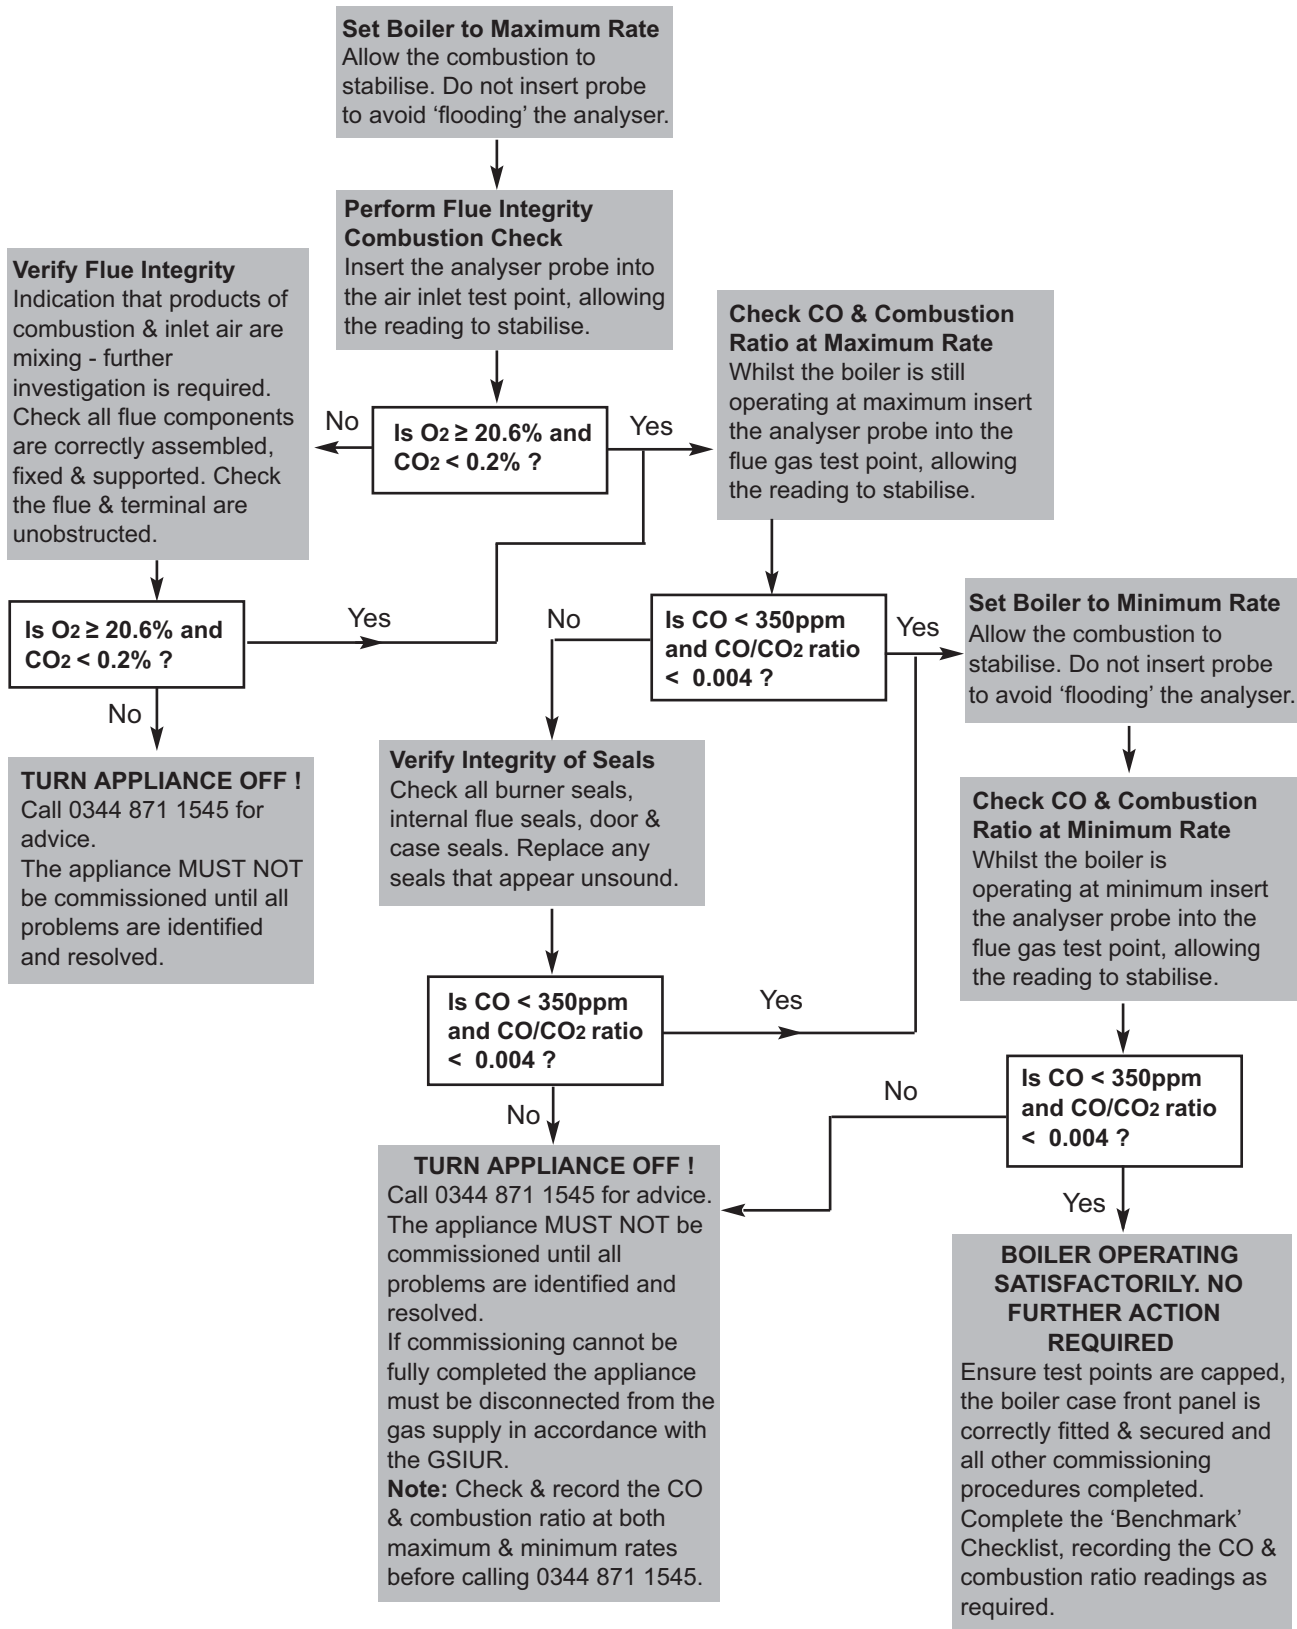 Set Boiler to Maximum Rate
Allow the combustion to
stabilise. Do not insert probe
to avoid ‘flooding’ the analyser.
Perform Flue Integrity
Combustion Check
Insert the analyser probe into
the air inlet test point, allowing
the reading to stabilise.
Is O2 ≥ 20.6% and
CO2 < 0.2% ?
No
Yes
Verify Flue Integrity
Indication that products of
combustion & inlet air are
mixing - further
investigation is required.
Check all flue components
are correctly assembled,
fixed & supported. Check
the flue & terminal are
unobstructed.
Is O2 ≥ 20.6% and
CO2 < 0.2% ?
Yes
No
TURN APPLIANCE OFF !
Call 0344 871 1545 for
advice.
The appliance MUST NOT
be commissioned until all
problems are identified
and resolved.
Check CO & Combustion
Ratio at Maximum Rate
Whilst the boiler is still
operating at maximum insert
the analyser probe into the
flue gas test point, allowing
the reading to stabilise.
Is CO < 350ppm
and CO/CO2 ratio
< 0.004 ?
No
Yes
Verify Integrity of Seals
Check all burner seals,
internal flue seals, door &
case seals. Replace any
seals that appear unsound.
Is CO < 350ppm
and CO/CO2 ratio
< 0.004 ?
Yes
No
TURN APPLIANCE OFF !
Call 0344 871 1545 for advice.
The appliance MUST NOT be
commissioned until all
problems are identified and
resolved.
If commissioning cannot be
fully completed the appliance
must be disconnected from the
gas supply in accordance with
the GSIUR.
Note: Check & record the CO
& combustion ratio at both
maximum & minimum rates
before calling 0344 871 1545.
Set Boiler to Minimum Rate
Allow the combustion to
stabilise. Do not insert probe
to avoid ‘flooding’ the analyser.
Check CO & Combustion
Ratio at Minimum Rate
Whilst the boiler is
operating at minimum insert
the analyser probe into the
flue gas test point, allowing
the reading to stabilise.
Is CO < 350ppm
and CO/CO2 ratio
< 0.004 ?
No
Yes
BOILER OPERATING
SATISFACTORILY. NO
FURTHER ACTION
REQUIRED
Ensure test points are capped,
the boiler case front panel is
correctly fitted & secured and
all other commissioning
procedures completed.
Complete the ‘Benchmark’
Checklist, recording the CO &
combustion ratio readings as
required.